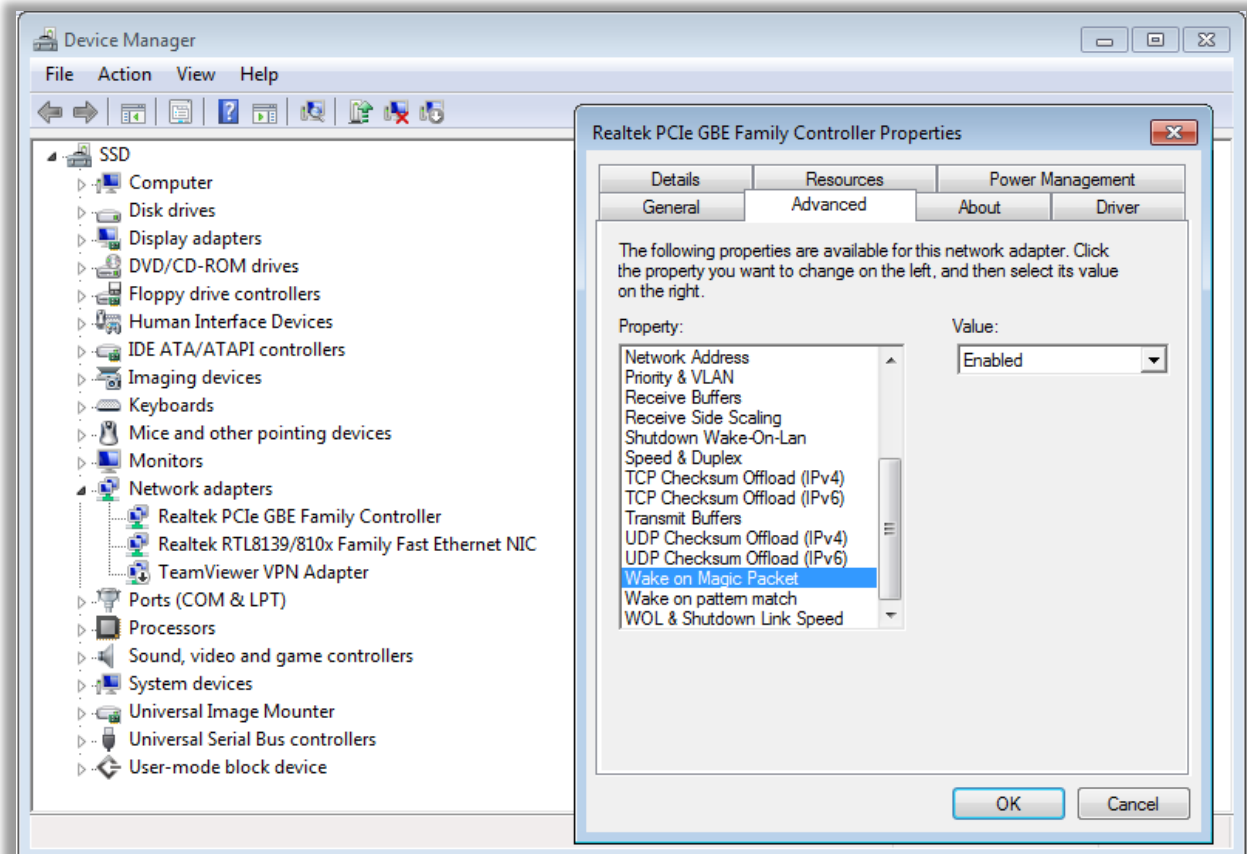 Device Manager
File Action View Help
SSD
Computer
Disk drives
Display adapters
DVD/CD-ROM drives
Floppy drive controllers
Human Interface Devices
IDE ATA/ATAPI controllers
Imaging devices
Keyboards
Mice and other pointing devices
Monitors
Network adapters
Realtek PCIe GBE Family Controller
Realtek RTL8139/810x Family Fast Ethernet NIC
TeamViewer VPN Adapter
Ports (COM & LPT)
Processors
Sound, video and game controllers
System devices
Universal Image Mounter
Universal Serial Bus controllers
User-mode block device
Realtek PCIe GBE Family Controller Properties
Details Resources Power Management
General Advanced About Driver
The following properties are available for this network adapter. Click
the property you want to change on the left, and then select its value
on the right.
Property:
Network Address
Priority & VLAN
Receive Buffers
Receive Side Scaling
Shutdown Wake-On-Lan
Speed & Duplex
TCP Checksum Offload (IPv4)
TCP Checksum Offload (IPv6)
Transmit Buffers
UDP Checksum Offload (IPv4)
UDP Checksum Offload (IPv6)
Wake on Magic Packet
Wake on pattern match
WOL & Shutdown Link Speed
Value:
Enabled
OK Cancel